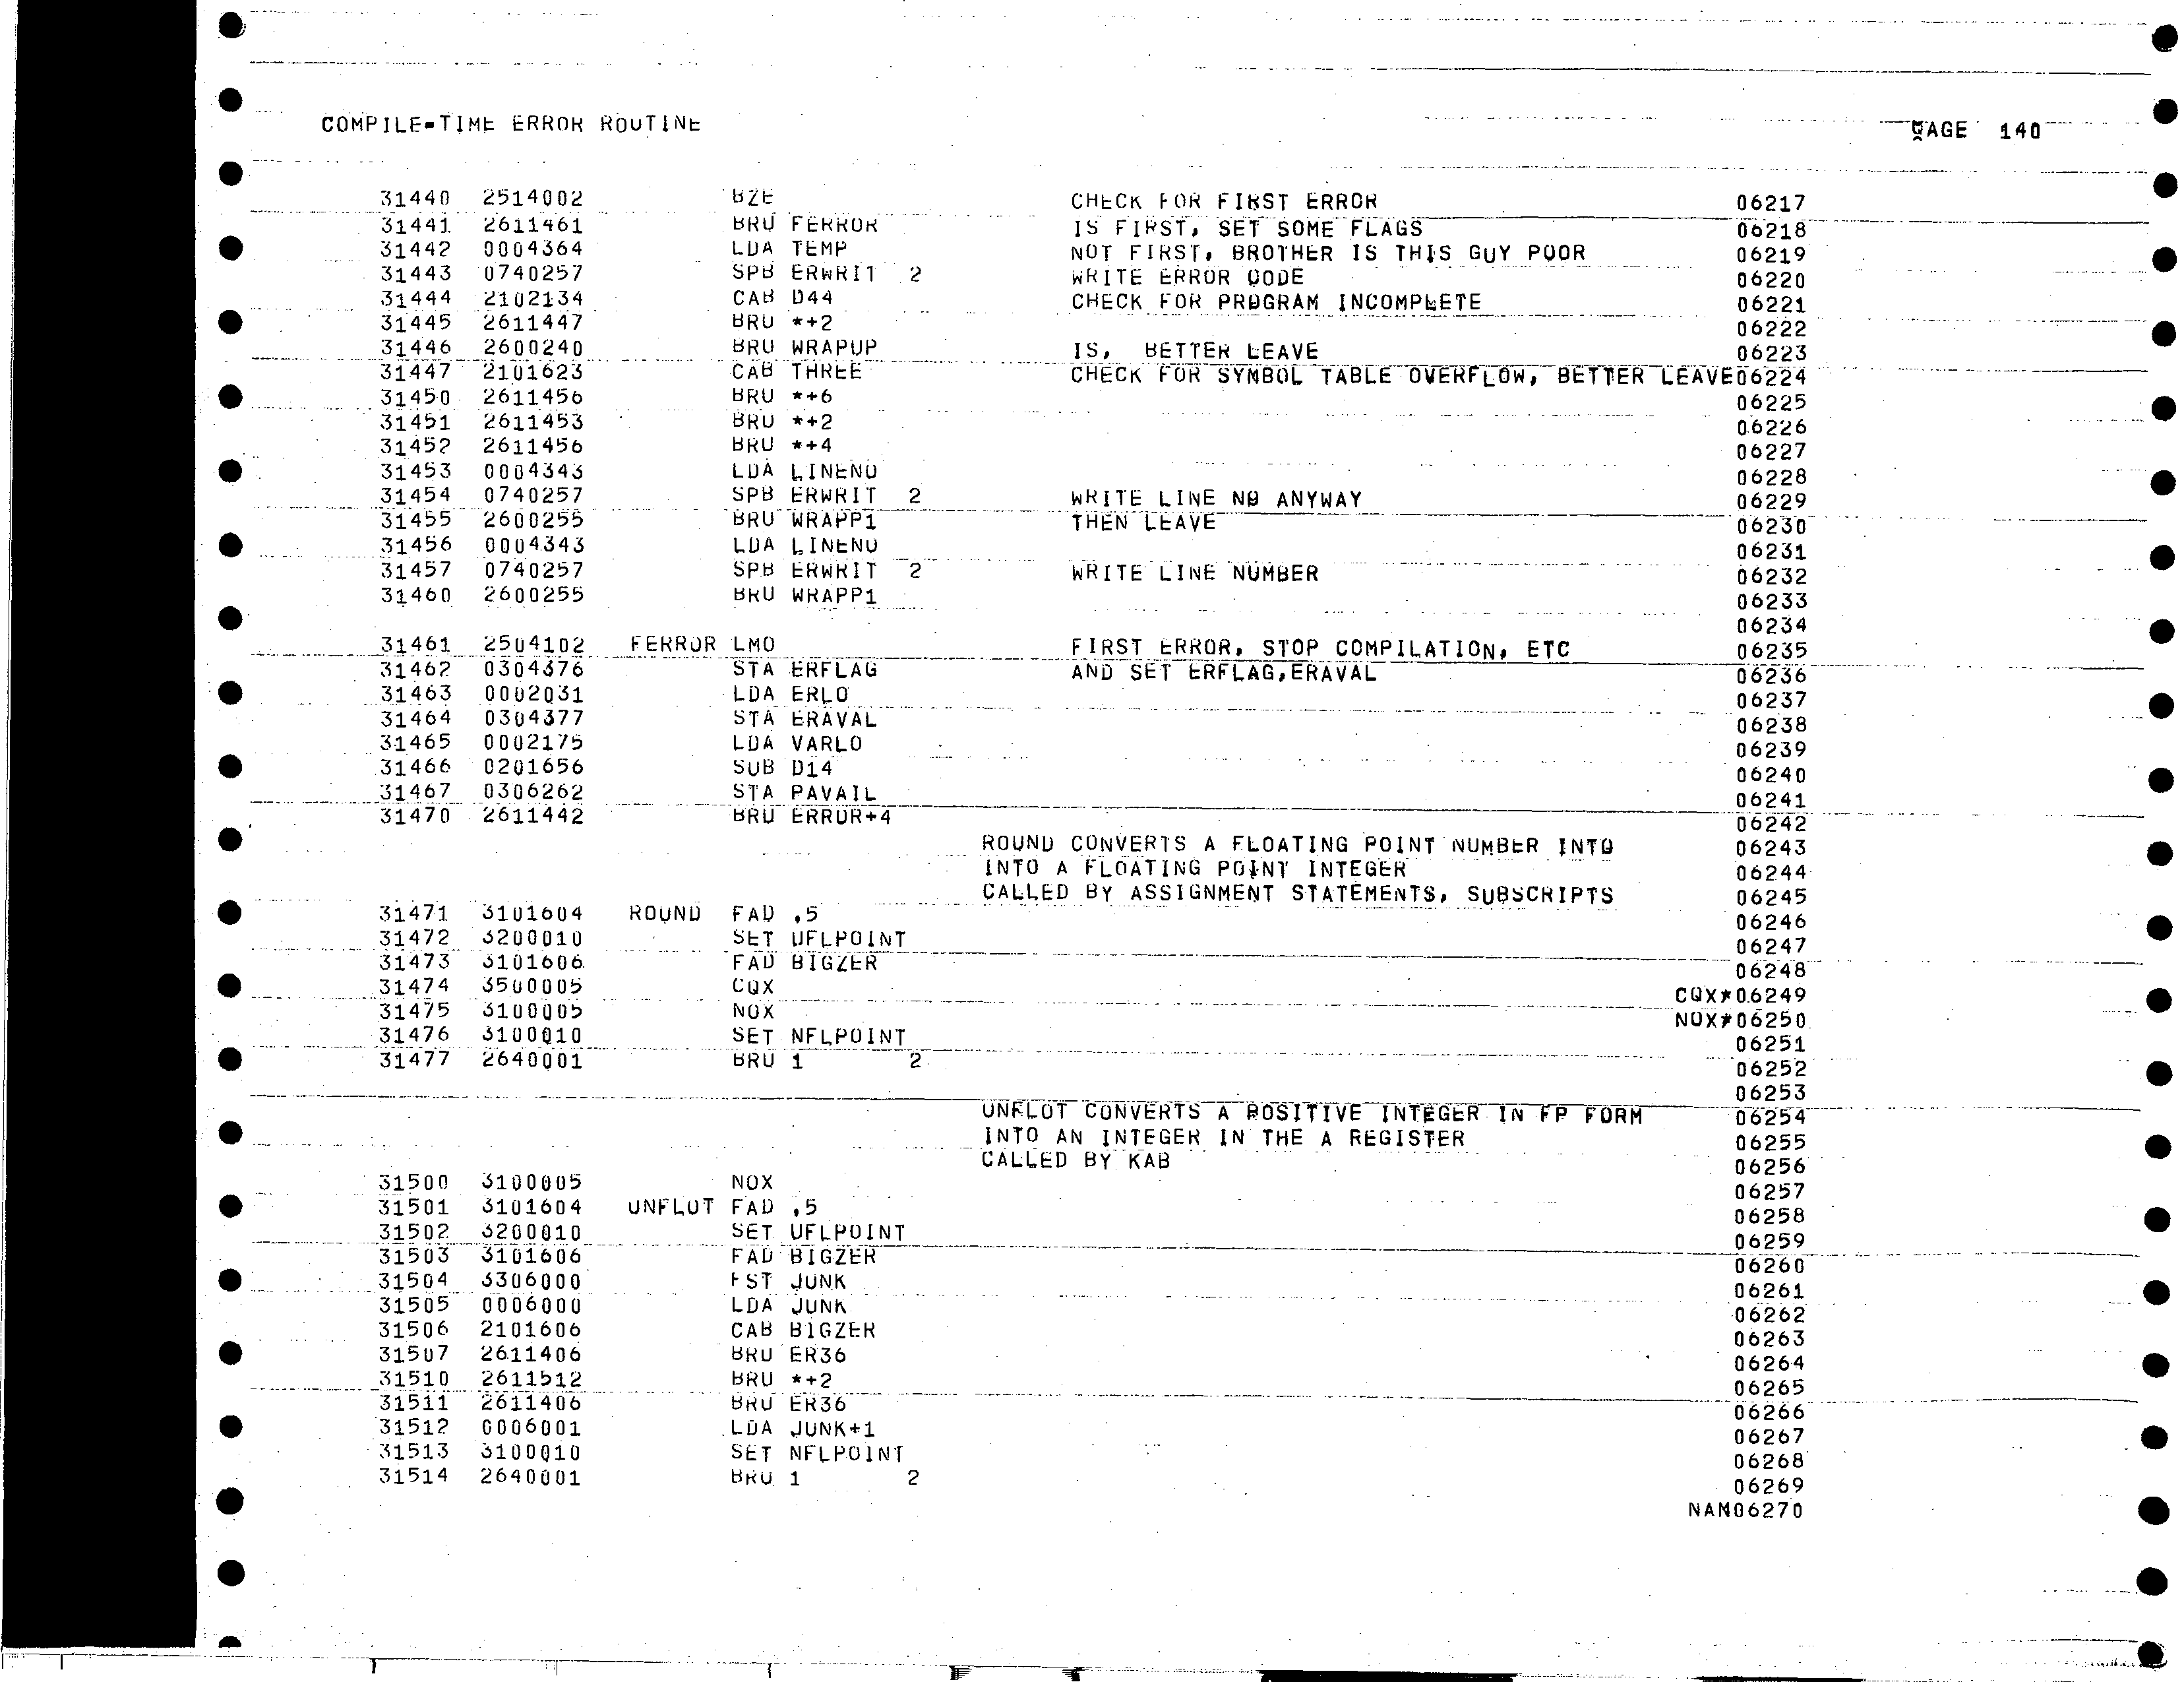 COMPILE-TIME ERROR ROUTINE PAGE 140
31440 2514002 BZE CHECK FOR FIRST ERROR 06217
31441 2611461 BRU FERROR IS FIRST, SET SOME FLAGS 06218
31442 0004364 LDA TEMP NOT FIRST, BROTHER IS THIS GUY POOR 06219
31443 0740257 SPB ERWRIT 2 WRITE ERROR CODE 06220
31444 2102134 CAB D44 CHECK FOR PROGRAM INCOMPLETE 06221
31445 2611447 BRU *+2 06222
31446 2600240 BRU WRAPUP IS, BETTER LEAVE 06223
31447 2101623 CAB THREE CHECK FOR SYMBOL TABLE OVERFLOW, BETTER LEAVE06224
31450 2611456 BRU *+6 06225
31451 2611453 BRU *+2 06226
31452 2611456 BRU *+4 06227
31453 0004343 LDA LINENO 06228
31454 0740257 SPB ERWRIT 2 WRITE LINE NO ANYWAY 06229
31455 2600255 BRU WRAPP1 THEN LEAVE 06230
31456 0004343 LDA LINENO 06231
31457 0740257 SPB ERWRIT 2 WRITE LINE NUMBER 06232
31460 2600255 BRU WRAPP1 06233
06234
31461 2504102 FERROR LMO FIRST ERROR, STOP COMPILATION, ETC 06235
31462 0304376 STA ERFLAG AND SET ERFLAG,ERAVAL 06236
31463 0002031 LDA ERLO 06237
31464 0304377 STA ERAVAL 06238
31465 0002175 LDA VARLO 06239
31466 0201656 SUB D14 06240
31467 0306262 STA PAVAIL 06241
31470 2611442 BRU ERROR+4 06242
ROUND CONVERTS A FLOATING POINT NUMBER INTO 06243
INTO A FLOATING POINT INTEGER 06244
CALLED BY ASSIGNMENT STATEMENTS, SUBSCRIPTS 06245
31471 3101604 ROUND FAD .5 06246
31472 3200010 SET UFLPOINT 06247
31473 3101606 FAD BIGZER 06248
31474 3500005 CQX CQX*06249
31475 3100005 NOX NOX*06250
31476 3100010 SET NFLPOINT 06251
31477 2640001 BRU 1 2 06252
06253
UNFLOT CONVERTS A POSITIVE INTEGER IN FP FORM 06254
INTO AN INTEGER IN THE A REGISTER 06255
CALLED BY KAB 06256
31500 3100005 NOX 06257
31501 3101604 UNFLOT FAD .5 06258
31502 3200010 SET UFLPOINT 06259
31503 3101606 FAD BIGZER 06260
31504 3306000 FST JUNK 06261
31505 0006000 LDA JUNK 06262
31506 2101606 CAB BIGZER 06263
31507 2611406 BRU ER36 06264
31510 2611512 BRU *+2 06265
31511 2611406 BRU ER36 06266
31512 0006001 LDA JUNK+1 06267
31513 3100010 SET NFLPOINT 06268
31514 2640001 BRU 1 2 06269
NAM06270